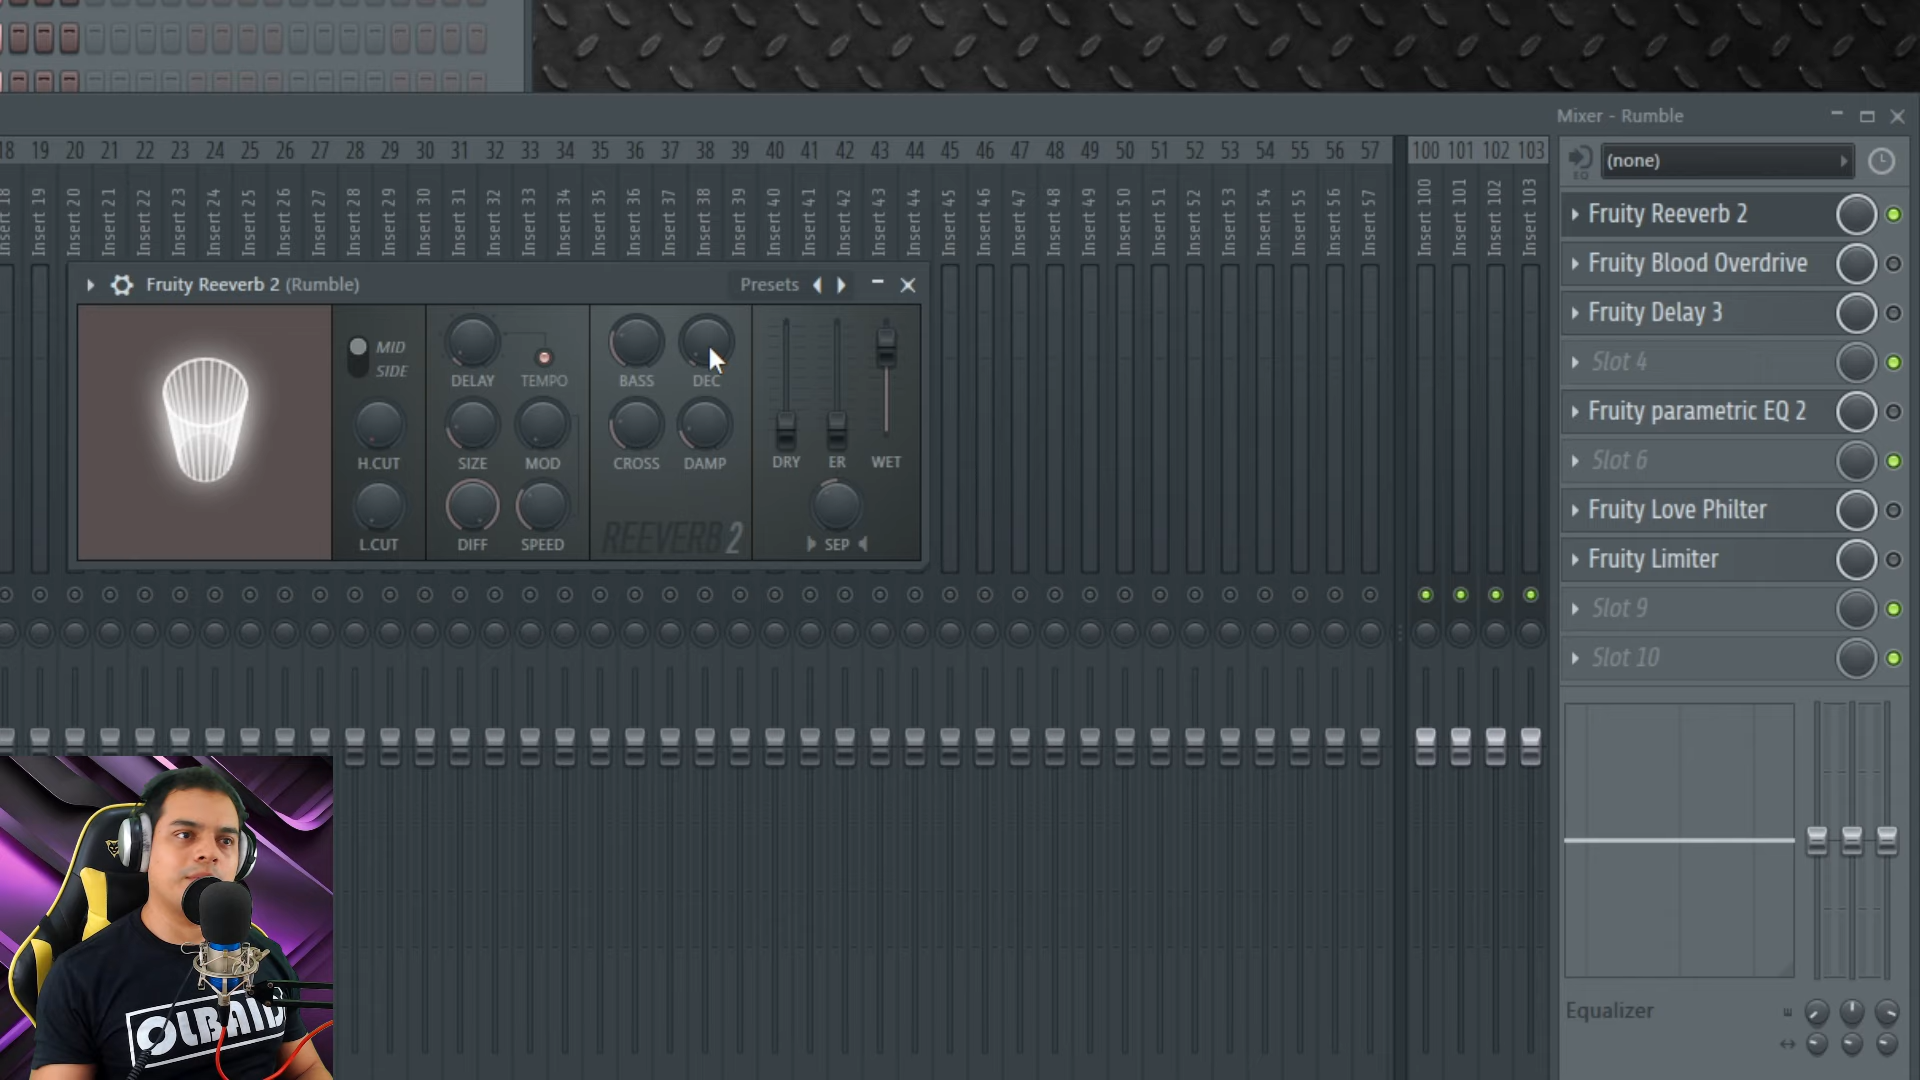 Mixer - Rumble
18 19 20 21 22 23 24 25 26 27 28 29 30 31 32 33 34 35 36 37 38 39 40 41 42 43 44 45 46 47 48 49 50 51 52 53 54 55 56 57 100 101 102 103
Insert 18
Insert 19
Insert 20
Insert 21
Insert 22
Insert 23
Insert 24
Insert 25
Insert 26
Insert 27
Insert 28
Insert 29
Insert 30
Insert 31
Insert 32
Insert 33
Insert 34
Insert 35
Insert 36
Insert 37
Insert 38
Insert 39
Insert 40
Insert 41
Insert 42
Insert 43
Insert 44
Insert 45
Insert 46
Insert 47
Insert 48
Insert 49
Insert 50
Insert 51
Insert 52
Insert 53
Insert 54
Insert 55
Insert 56
Insert 57
Insert 100
Insert 101
Insert 102
Insert 103
Fruity Reeverb 2 (Rumble)
Presets
MID
SIDE
DELAY TEMPO
BASS DEC
H.CUT
SIZE MOD
CROSS DAMP
DRY ER WET
L.CUT
DIFF SPEED
REEVERB 2
SEP
EQ
(none)
Fruity Reeverb 2
Fruity Blood Overdrive
Fruity Delay 3
Slot 4
Fruity parametric EQ 2
Slot 6
Fruity Love Philter
Fruity Limiter
Slot 9
Slot 10
Equalizer
OLBAID